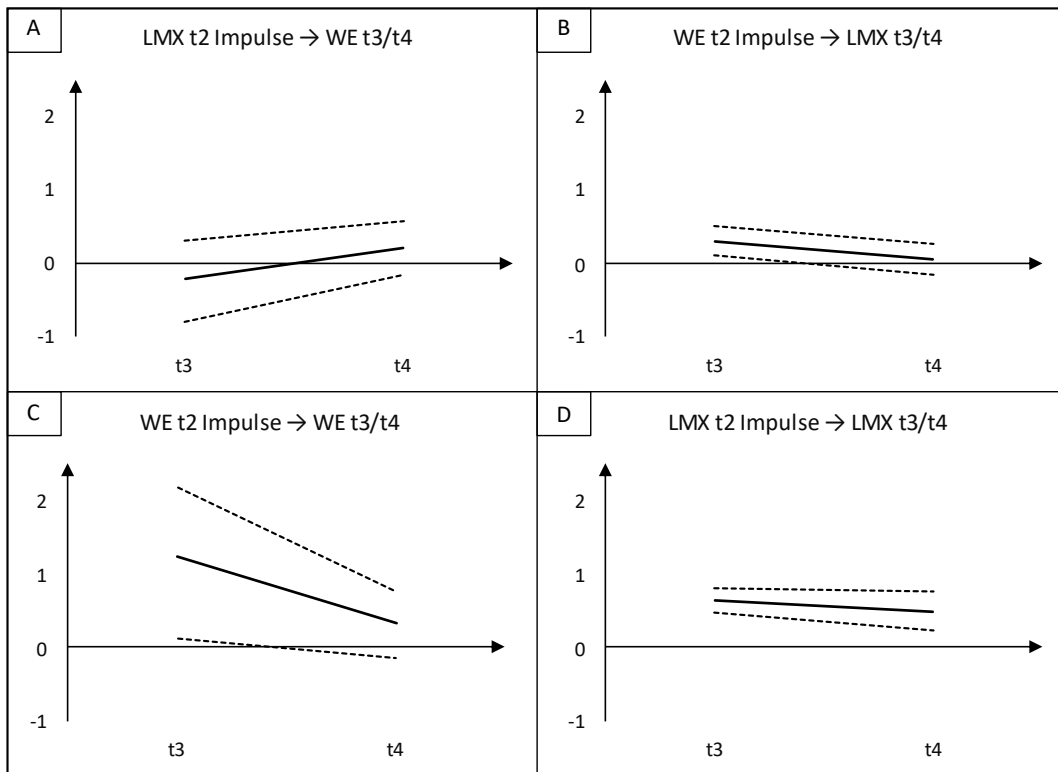 A
LMX t2 Impulse → WE t3/t4
2
1
0
-1
t3 t4
B
WE t2 Impulse → LMX t3/t4
2
1
0
-1
t3 t4
C
WE t2 Impulse → WE t3/t4
2
1
0
-1
t3 t4
D
LMX t2 Impulse → LMX t3/t4
2
1
0
-1
t3 t4